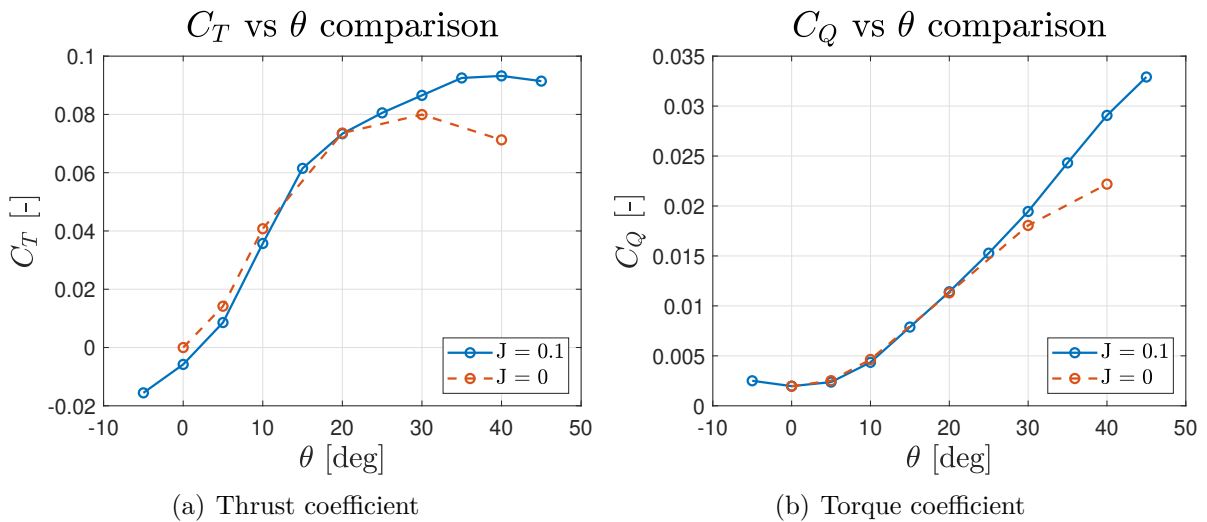 C_T vs θ comparison
0.1
0.08
0.06
0.04
0.02
0
-0.02
C_T [-]
-10 0 10 20 30 40 50
θ [deg]
J = 0.1
J = 0
(a) Thrust coefficient
C_Q vs θ comparison
0.035
0.03
0.025
0.02
0.015
0.01
0.005
0
C_Q [-]
-10 0 10 20 30 40 50
θ [deg]
J = 0.1
J = 0
(b) Torque coefficient